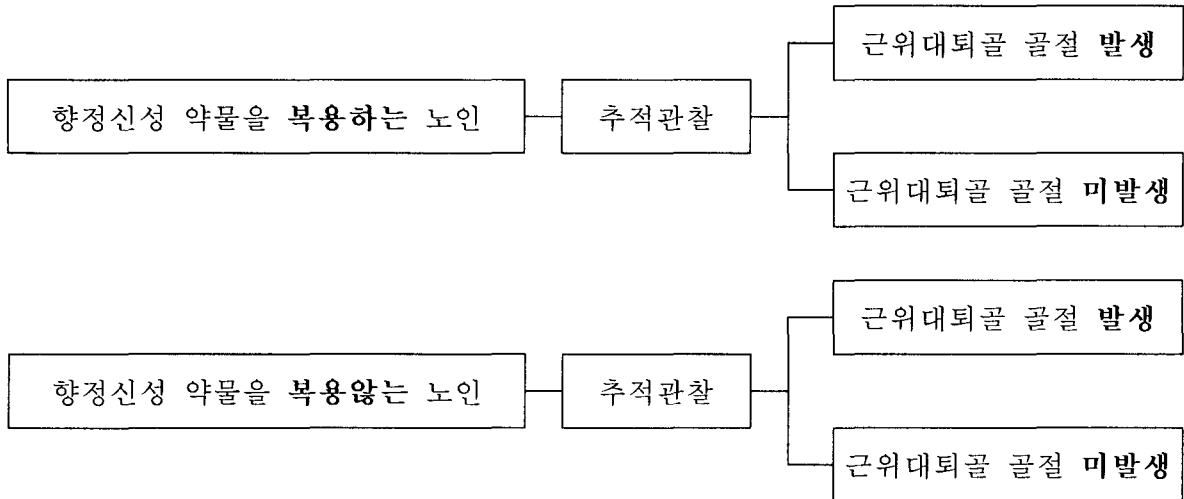 근위대퇴골 골절 발생
향정신성 약물을 복용하는 노인
추적관찰
근위대퇴골 골절 미발생
근위대퇴골 골절 발생
향정신성 약물을 복용않는 노인
추적관찰
근위대퇴골 골절 미발생